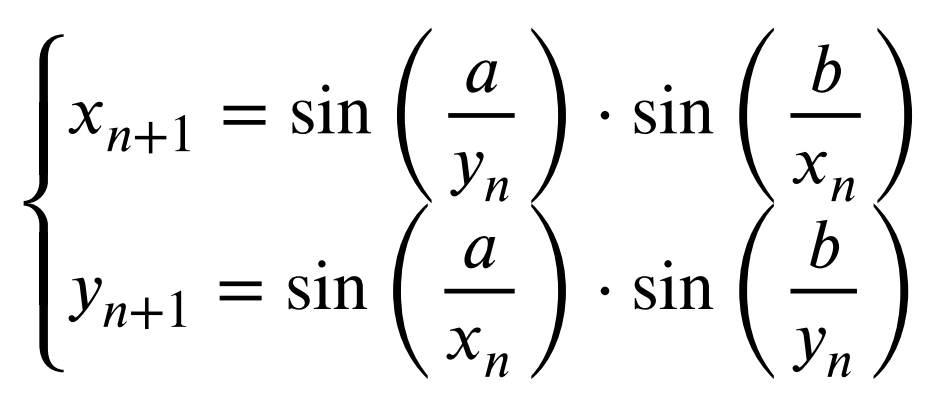 x_{n+1} = sin(a/y_n) · sin(b/x_n)
y_{n+1} = sin(a/x_n) · sin(b/y_n)